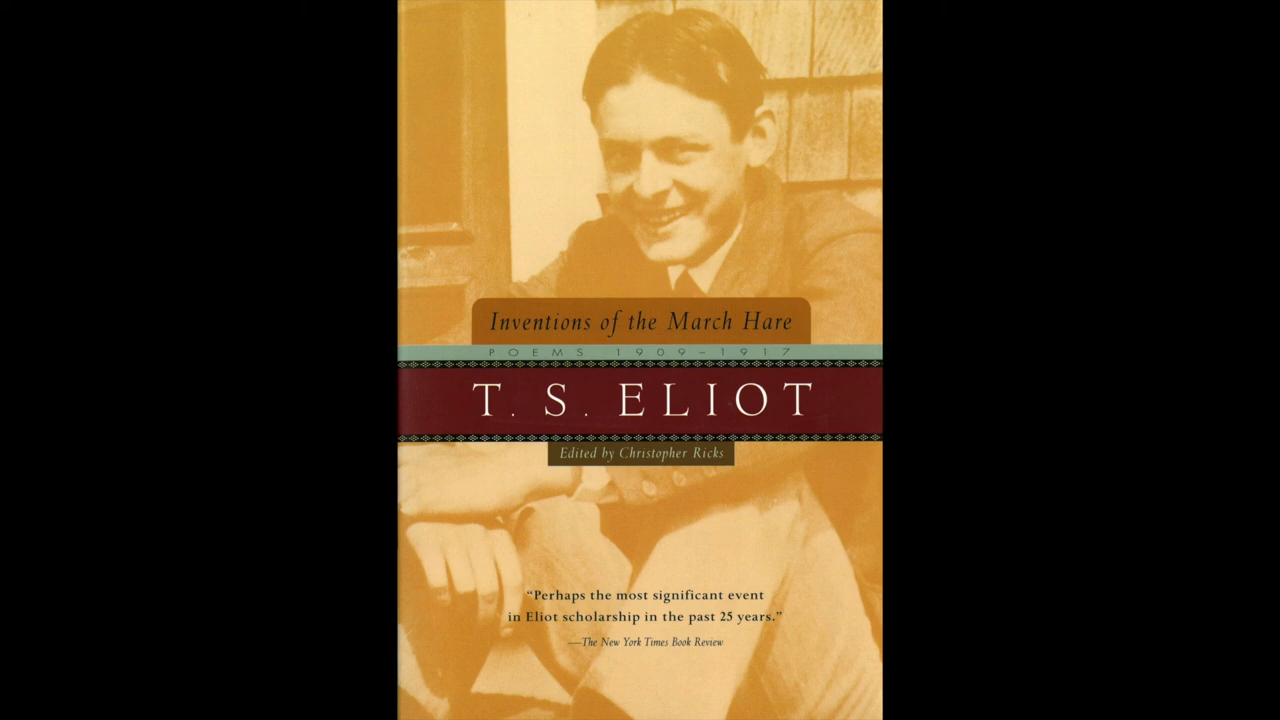 Inventions of the March Hare
POEMS 1909–1917
T. S. ELIOT
Edited by Christopher Ricks
“Perhaps the most significant event
in Eliot scholarship in the past 25 years.”
—The New York Times Book Review